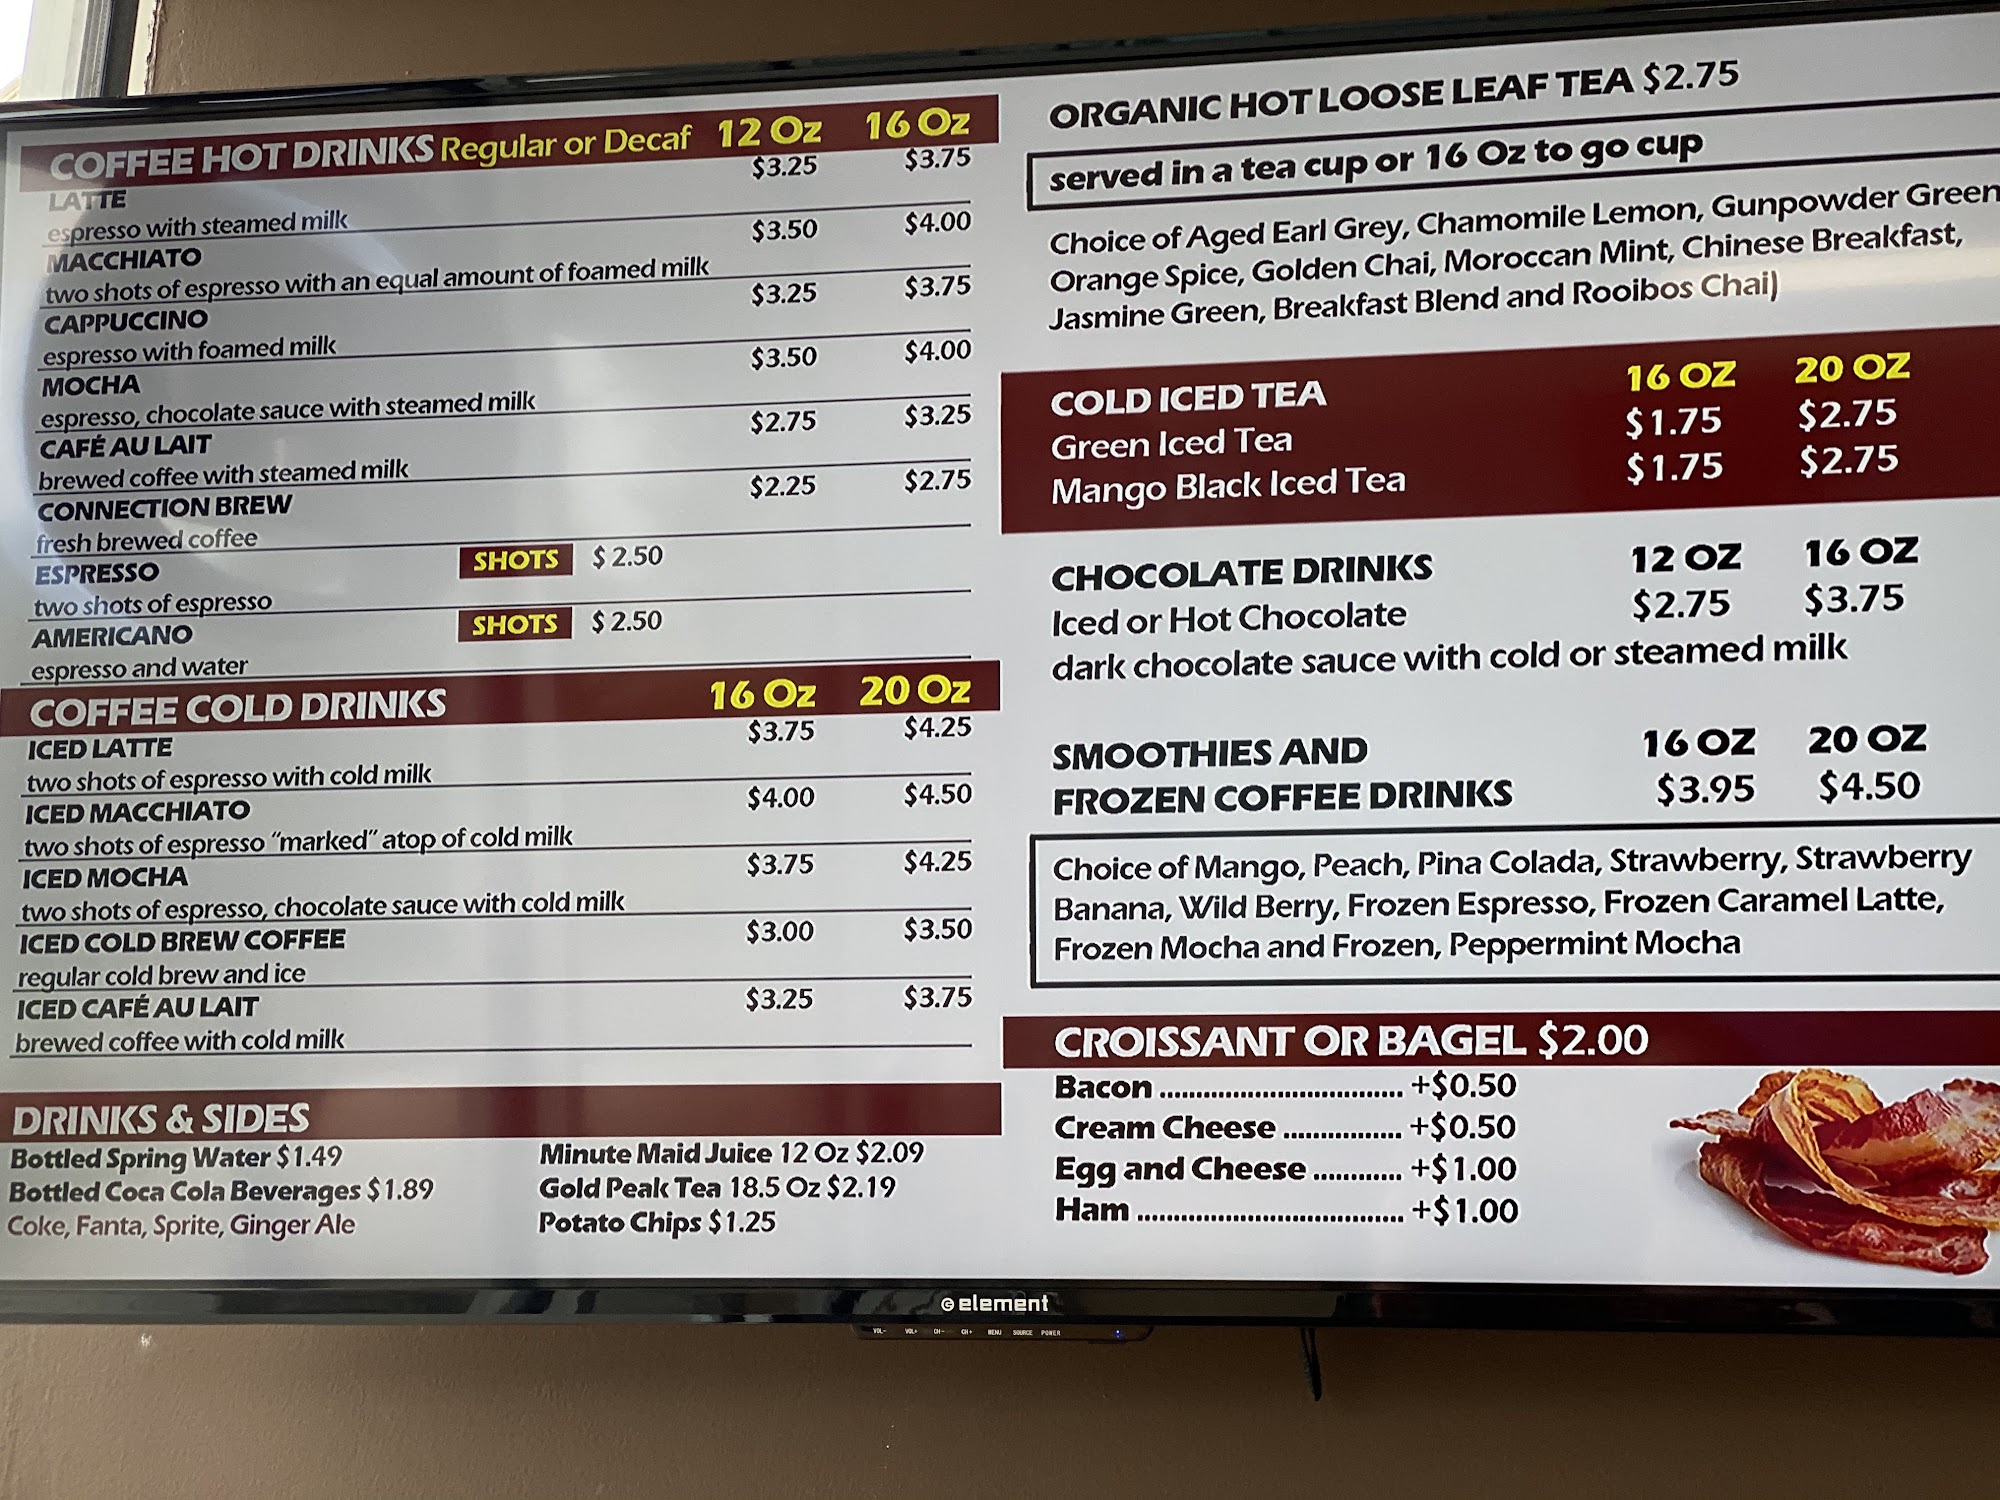 COFFEE HOT DRINKS Regular or Decaf 12 Oz 16 Oz
LATTE $3.25 $3.75
espresso with steamed milk
MACCHIATO $3.50 $4.00
two shots of espresso with an equal amount of foamed milk
CAPPUCCINO $3.25 $3.75
espresso with foamed milk
MOCHA $3.50 $4.00
espresso, chocolate sauce with steamed milk
CAFÉ AU LAIT $2.75 $3.25
brewed coffee with steamed milk
CONNECTION BREW $2.25 $2.75
fresh brewed coffee
ESPRESSO SHOTS $ 2.50
two shots of espresso
AMERICANO SHOTS $ 2.50
espresso and water
COFFEE COLD DRINKS 16 Oz 20 Oz
ICED LATTE $3.75 $4.25
two shots of espresso with cold milk
ICED MACCHIATO $4.00 $4.50
two shots of espresso “marked” atop of cold milk
ICED MOCHA $3.75 $4.25
two shots of espresso, chocolate sauce with cold milk
ICED COLD BREW COFFEE $3.00 $3.50
regular cold brew and ice
ICED CAFÉ AU LAIT $3.25 $3.75
brewed coffee with cold milk
DRINKS & SIDES
Bottled Spring Water $1.49
Bottled Coca Cola Beverages $1.89
Coke, Fanta, Sprite, Ginger Ale
Minute Maid Juice 12 Oz $2.09
Gold Peak Tea 18.5 Oz $2.19
Potato Chips $1.25
ORGANIC HOT LOOSE LEAF TEA $2.75
served in a tea cup or 16 Oz to go cup
Choice of Aged Earl Grey, Chamomile Lemon, Gunpowder Green
Orange Spice, Golden Chai, Moroccan Mint, Chinese Breakfast,
Jasmine Green, Breakfast Blend and Rooibos Chai)
COLD ICED TEA 16 OZ 20 OZ
Green Iced Tea $1.75 $2.75
Mango Black Iced Tea $1.75 $2.75
CHOCOLATE DRINKS 12 OZ 16 OZ
Iced or Hot Chocolate $2.75 $3.75
dark chocolate sauce with cold or steamed milk
SMOOTHIES AND 16 OZ 20 OZ
FROZEN COFFEE DRINKS $3.95 $4.50
Choice of Mango, Peach, Pina Colada, Strawberry, Strawberry
Banana, Wild Berry, Frozen Espresso, Frozen Caramel Latte,
Frozen Mocha and Frozen, Peppermint Mocha
CROISSANT OR BAGEL $2.00
Bacon .................................. +$0.50
Cream Cheese ................ +$0.50
Egg and Cheese ............ +$1.00
Ham ..................................... +$1.00
element
VOL- VOL+ CH- CH+ MENU SOURCE POWER